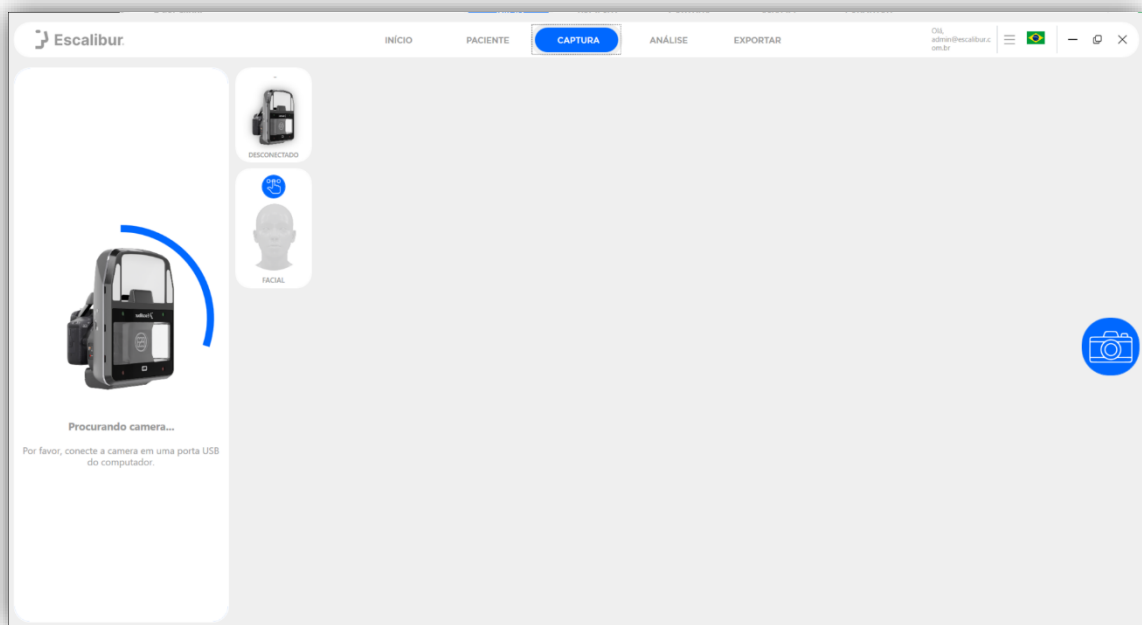 Escalibur
INÍCIO
PACIENTE
CAPTURA
ANÁLISE
EXPORTAR
Olá,
admin@escalibur.c
om.br
DESCONECTADO
FACIAL
Procurando camera...
Por favor, conecte a camera em uma porta USB
do computador.